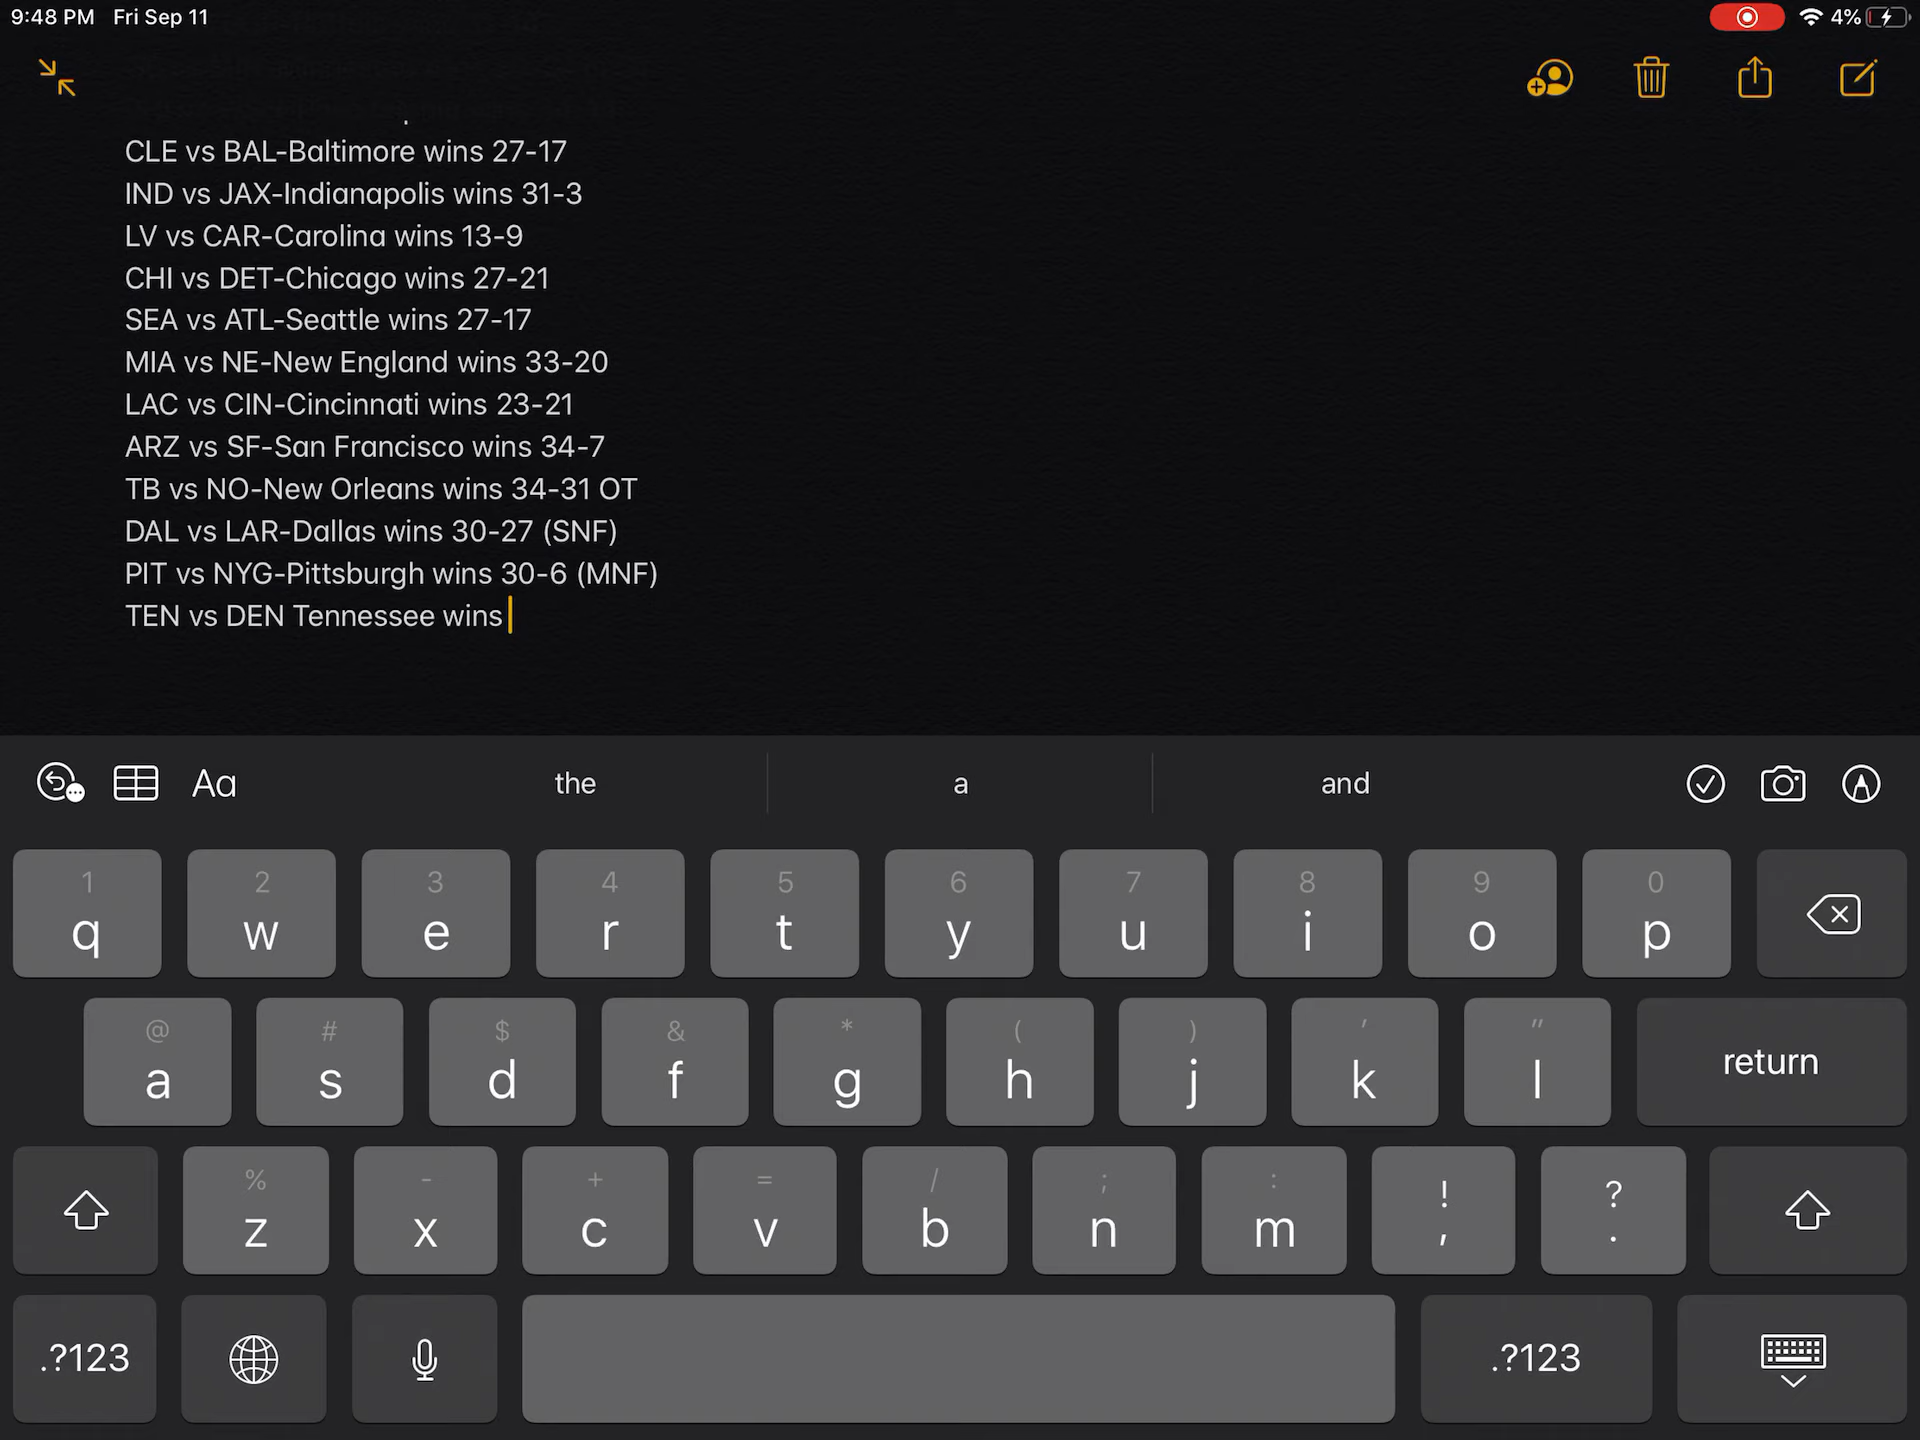 9:48 PM Fri Sep 11
4%
CLE vs BAL-Baltimore wins 27-17
IND vs JAX-Indianapolis wins 31-3
LV vs CAR-Carolina wins 13-9
CHI vs DET-Chicago wins 27-21
SEA vs ATL-Seattle wins 27-17
MIA vs NE-New England wins 33-20
LAC vs CIN-Cincinnati wins 23-21
ARZ vs SF-San Francisco wins 34-7
TB vs NO-New Orleans wins 34-31 OT
DAL vs LAR-Dallas wins 30-27 (SNF)
PIT vs NYG-Pittsburgh wins 30-6 (MNF)
TEN vs DEN Tennessee wins
Aa the a and
1 2 3 4 5 6 7 8 9 0
q w e r t y u i o p
@ # $ & * ( ) ' "
a s d f g h j k l return
% - + = / ; : ! ?
z x c v b n m , .
.?123 .?123